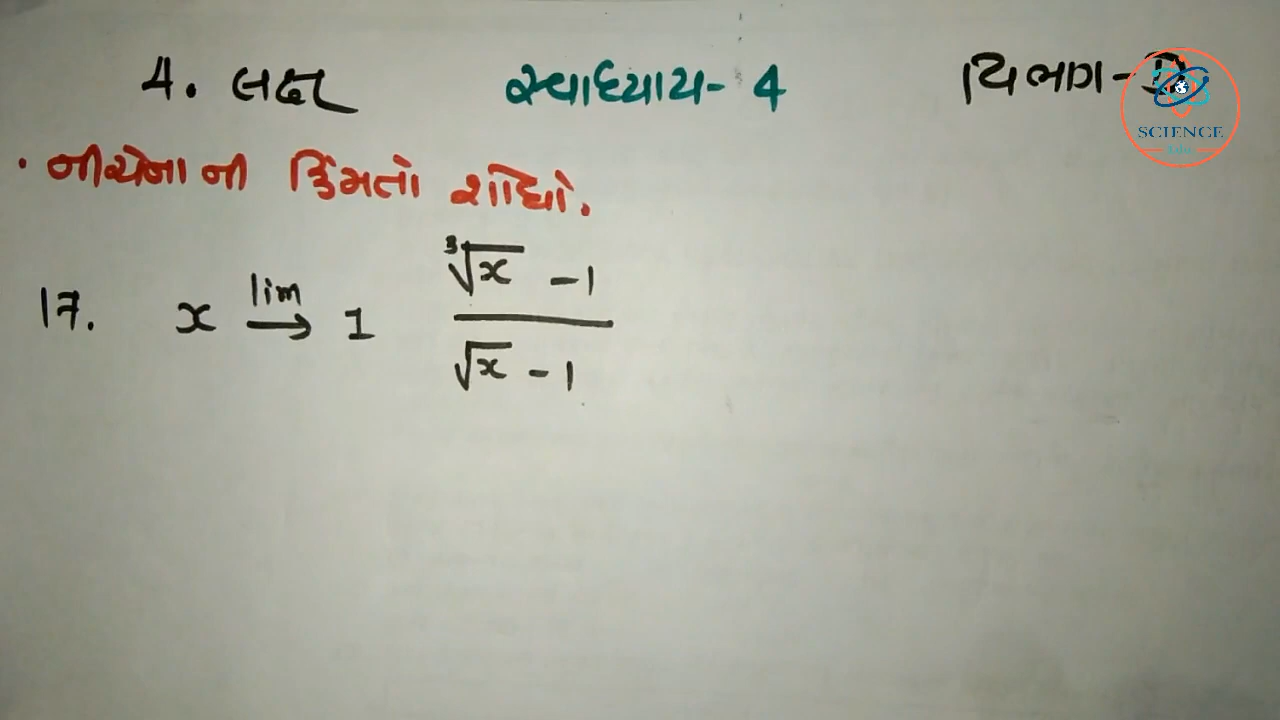 4. લક્ષ સ્વાધ્યાય- 4 વિભાગ-D
SCIENCE
• નીચેનાની કિંમતો શોધો.
17. x lim→ 1 (∛x - 1)/(√x - 1)